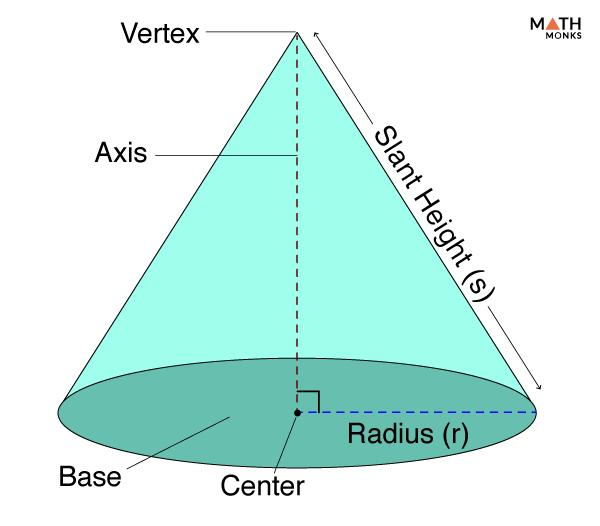 Vertex
MATH
MONKS
Axis
Slant Height (s)
Radius (r)
Base
Center